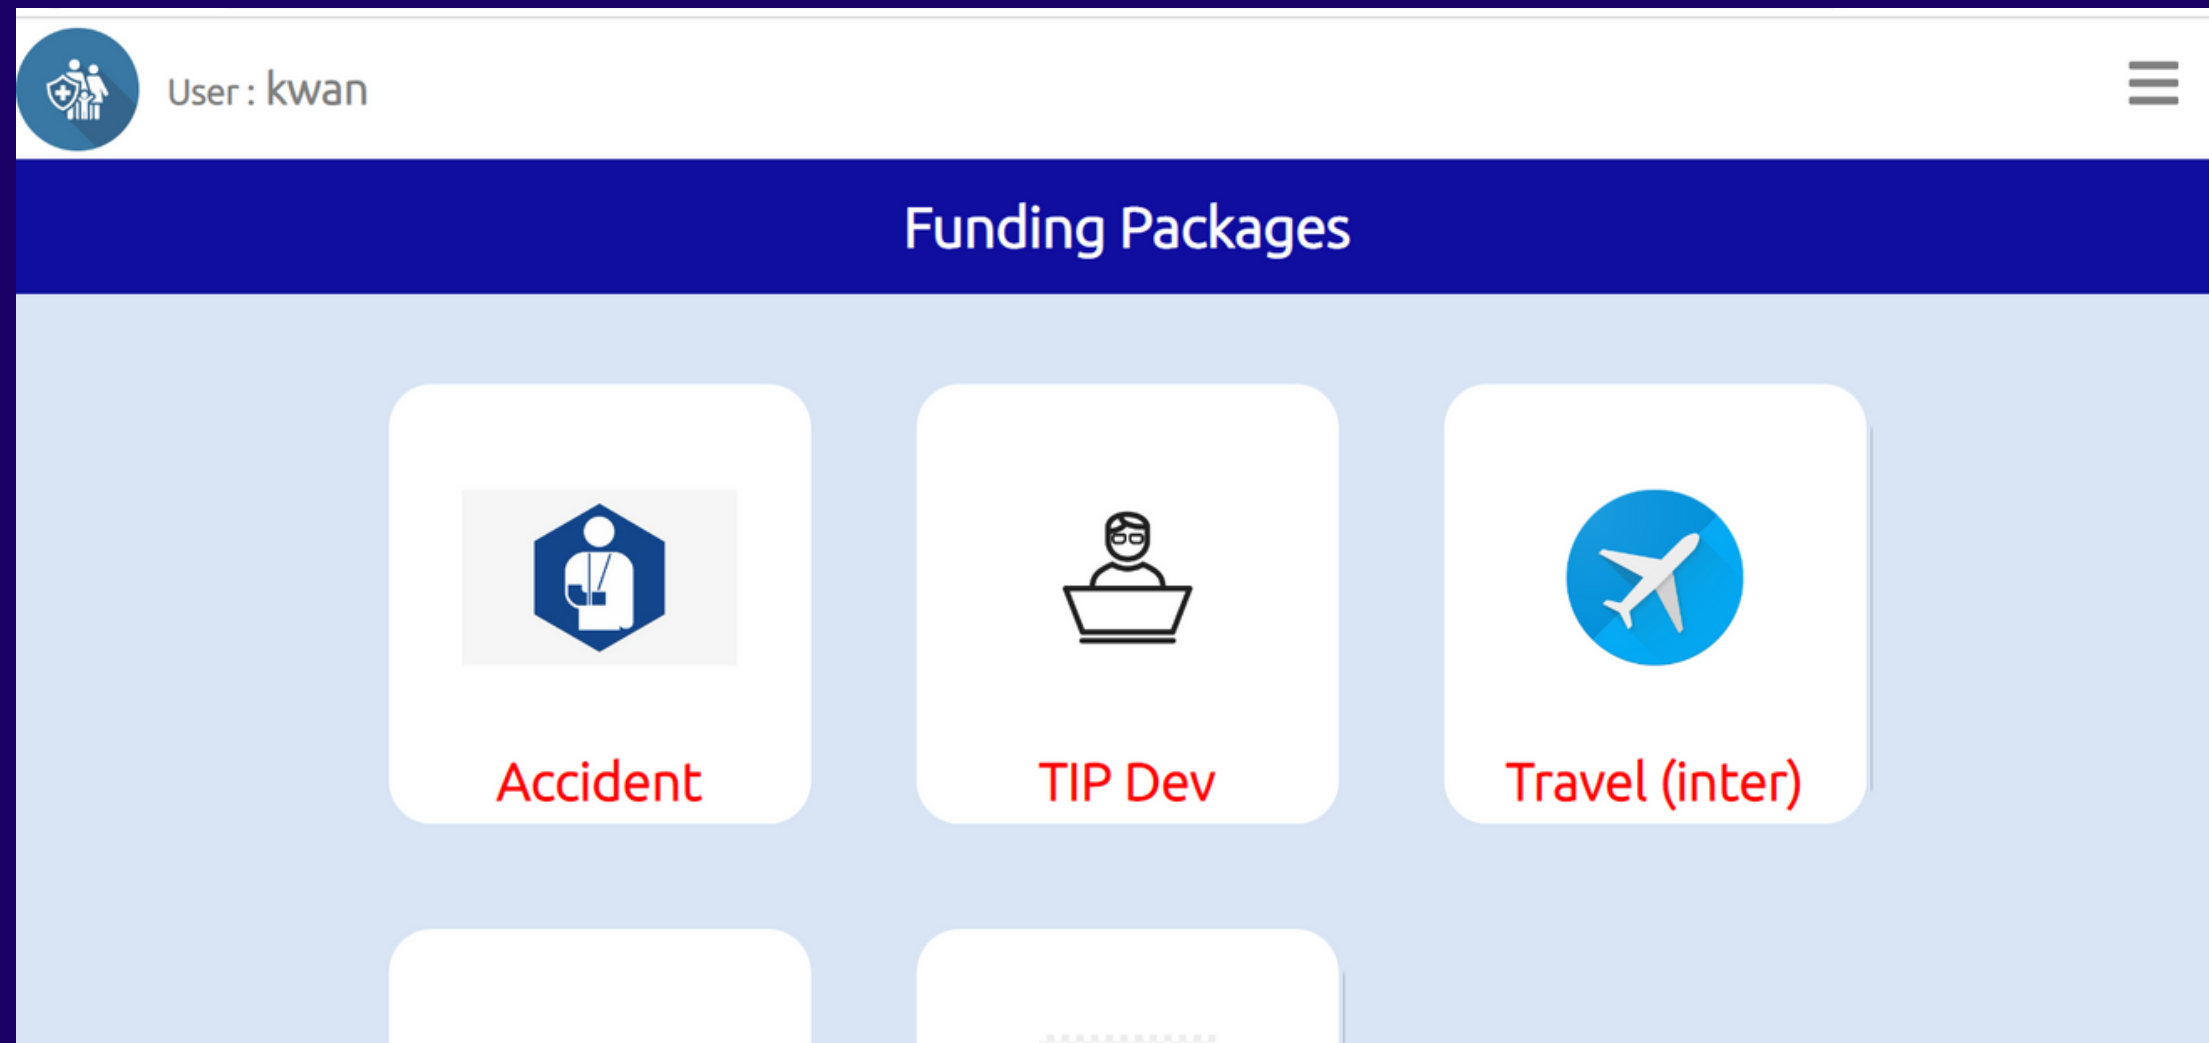 User : kwan
Funding Packages
Accident
TIP Dev
Travel (inter)